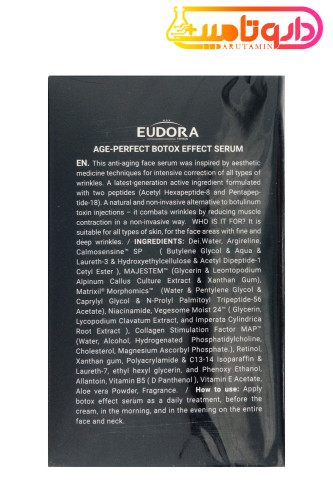 داروتامین
DARUTAMIN
EUDORA
AGE-PERFECT BOTOX EFFECT SERUM
EN. This anti-aging face serum was inspired by aesthetic
medicine techniques for intensive correction of all types of
wrinkles. A latest-generation active ingredient formulated
with two peptides (Acetyl Hexapeptide-8 and Pentapep-
tide-18). A natural and non-invasive alternative to botulinum
toxin injections – it combats wrinkles by reducing muscle
contraction in a non-invasive way. WHO IS IT FOR? It is
suitable for all types of skin, for the face areas with fine and
deep wrinkles. / INGREDIENTS: Dei.Water, Argireline,
Calmosensine™ SP ( Butylene Glycol & Aqua &
Laureth-3 & Hydroxyethylcellulose & Acetyl Dipeptide-1
Cetyl Ester ), MAJESTEM™ (Glycerin & Leontopodium
Alpinum Callus Culture Extract & Xanthan Gum),
Matrixil® Morphomics™ (Water & Pentylene Glycol &
Caprylyl Glycol & N-Prolyl Palmitoyl Tripeptide-56
Acetate), Niacinamide, Vegesome Moist 24™ ( Glycerin,
Lycopodium Clavatum Extract, and Imperata Cylindrica
Root Extract ), Collagen Stimulation Factor MAP™
(Water, Alcohol, Hydrogenated Phosphatidylcholine,
Cholesterol, Magnesium Ascorbyl Phosphate ), Retinol,
Xanthan gum, Polyacrylamide & C13-14 Isoparaffin &
Laureth-7, ethyl hexyl glycerin, and Phenoxy Ethanol,
Allantoin, Vitamin B5 ( D Panthenol ), Vitamin E Acetate,
Aloe vera Powder, Fragrance. / How to use: Apply
botox effect serum as a daily treatment, before the
cream, in the morning, and in the evening on the entire
face and neck.